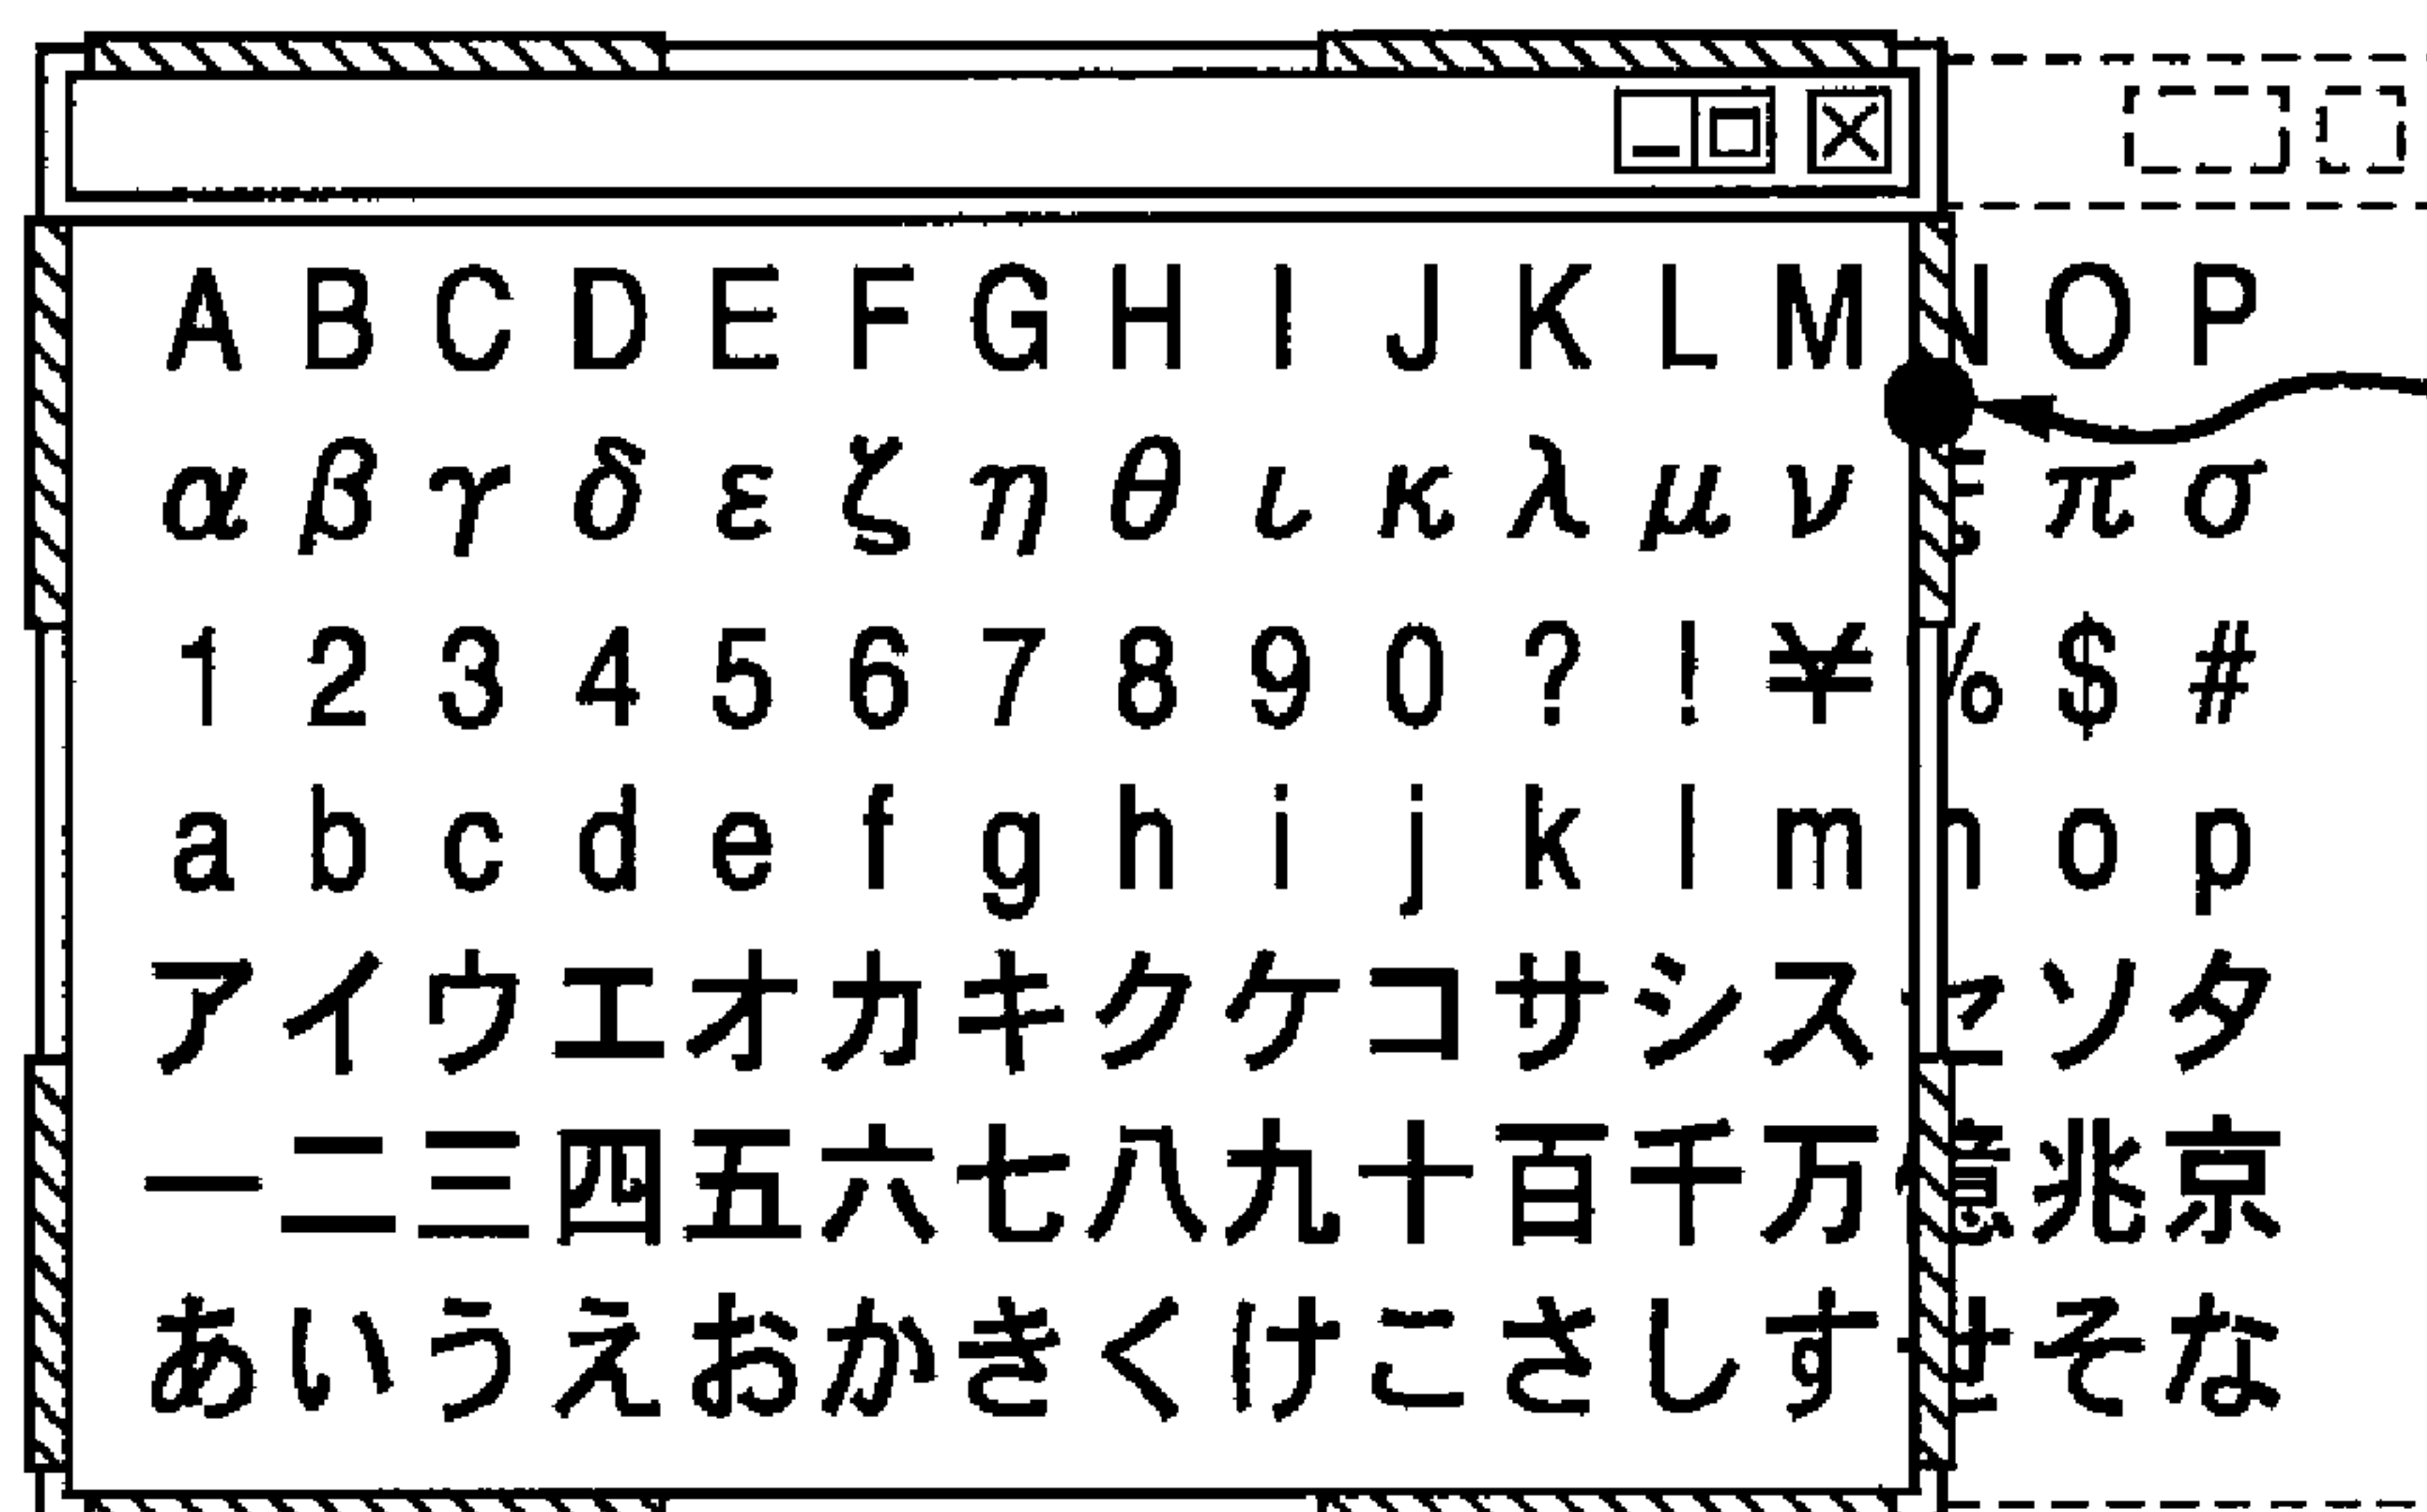 A B C D E F G H I J K L M N O P
α β γ δ ε ζ η θ ι κ λ μ ν ξ π σ
1 2 3 4 5 6 7 8 9 0 ? ! ¥ % $ #
a b c d e f g h i j k l m n o p
ア イ ウ エ オ カ キ ク ケ コ サ シ ス セ ソ タ
一 二 三 四 五 六 七 八 九 十 百 千 万 億 兆 京
あ い う え お か き く け こ さ し す せ そ な